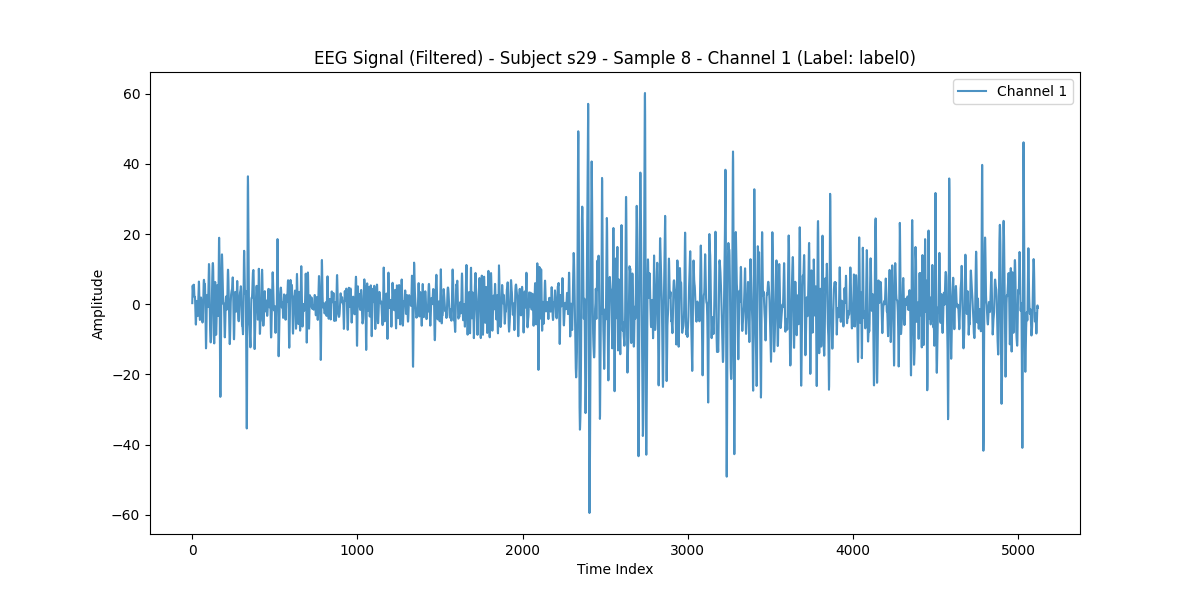 EEG Signal (Filtered) - Subject s29 - Sample 8 - Channel 1 (Label: label0)
Channel 1
60
40
20
0
−20
−40
−60
Amplitude
0 1000 2000 3000 4000 5000
Time Index